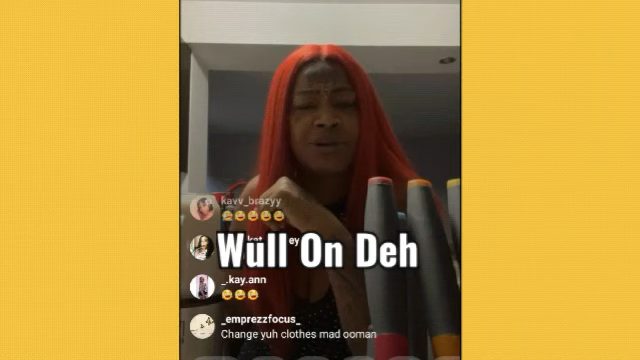 kavv_brazyy
Wull On Deh
_.kay.ann
_emprezzfocus_
Change yuh clothes mad ooman